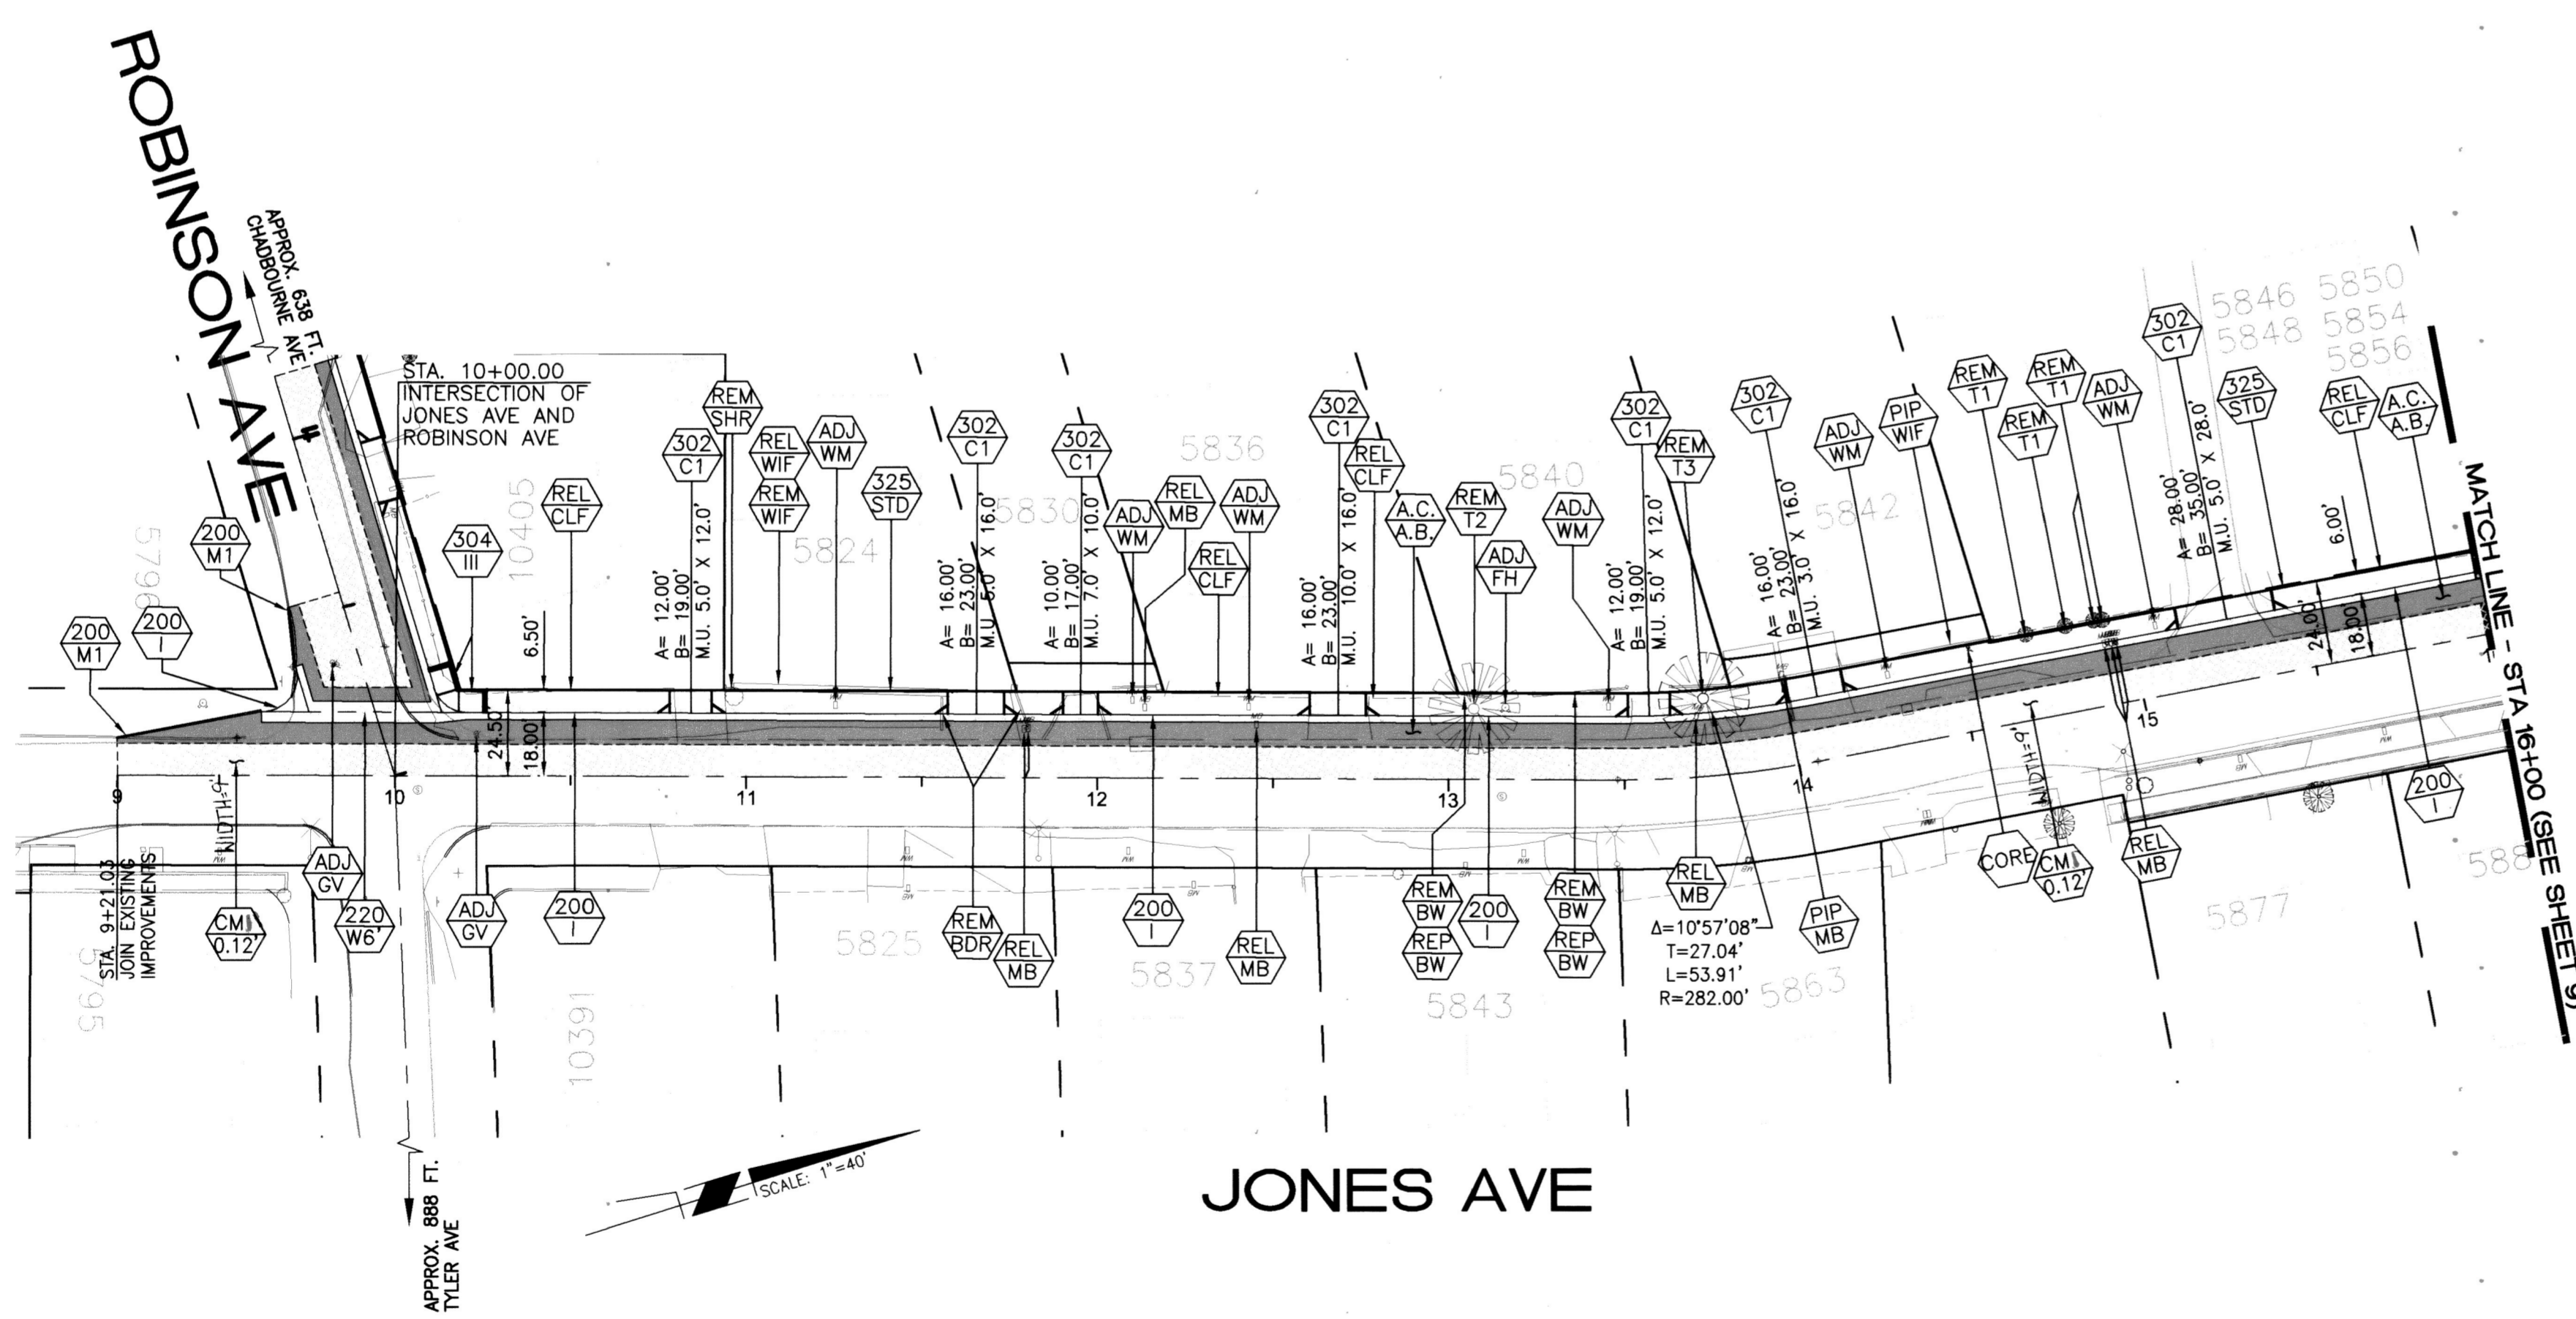 ROBINSON AVE
APPROX. 638 FT.
CHADBOURNE AVE
STA. 10+00.00
INTERSECTION OF
JONES AVE AND
ROBINSON AVE
5796
200
M1
200
M1
200
I
304
III
10405
REL
CLF
6.50'
302
C1
A= 12.00'
B= 19.00'
M.U. 5.0' X 12.0'
REM
SHR
REL
WIF
REM
WIF
ADJ
WM
5824
325
STD
302
C1
A= 16.00'
B= 23.00'
M.U. 5.0' X 16.0'
5830
302
C1
A= 10.00'
B= 17.00'
M.U. 7.0' X 10.0'
ADJ
WM
REL
MB
5836
REL
CLF
ADJ
WM
302
C1
A= 16.00'
B= 23.00'
M.U. 10.0' X 16.0'
REL
CLF
A.C.
A.B.
REM
T2
5840
ADJ
FH
ADJ
WM
302
C1
A= 12.00'
B= 19.00'
M.U. 5.0' X 12.0'
REM
T3
302
C1
A= 16.00'
B= 23.00'
M.U. 3.0' X 16.0'
5842
ADJ
WM
PIP
WIF
REM
T1
REM
T1
REM
T1
ADJ
WM
302
C1
A= 28.00'
B= 35.00'
M.U. 5.0' X 28.0'
5846 5850
5848 5854
5856
325
STD
6.00'
REL
CLF
A.C.
A.B.
MATCH LINE - STA 16+00 (SEE SHEET 9)
24.50'
18.00'
24.00'
18.00'
9
10
11
12
13
14
15
STA. 9+21.03
JOIN EXISTING
IMPROVEMENTS
5795
WIDTH=9'
CM1
0.12'
ADJ
GV
220
W6'
ADJ
GV
200
I
10391
5825
REM
BDR
REL
MB
200
I
5837
REL
MB
REM
BW
REP
BW
200
I
5843
REM
BW
REP
BW
REL
MB
Δ=10°57'08"
T=27.04'
L=53.91'
R=282.00'
5863
PIP
MB
CORE
WIDTH=9'
CM1
0.12'
REL
MB
5877
200
I
588
APPROX. 888 FT.
TYLER AVE
SCALE: 1"=40'
JONES AVE